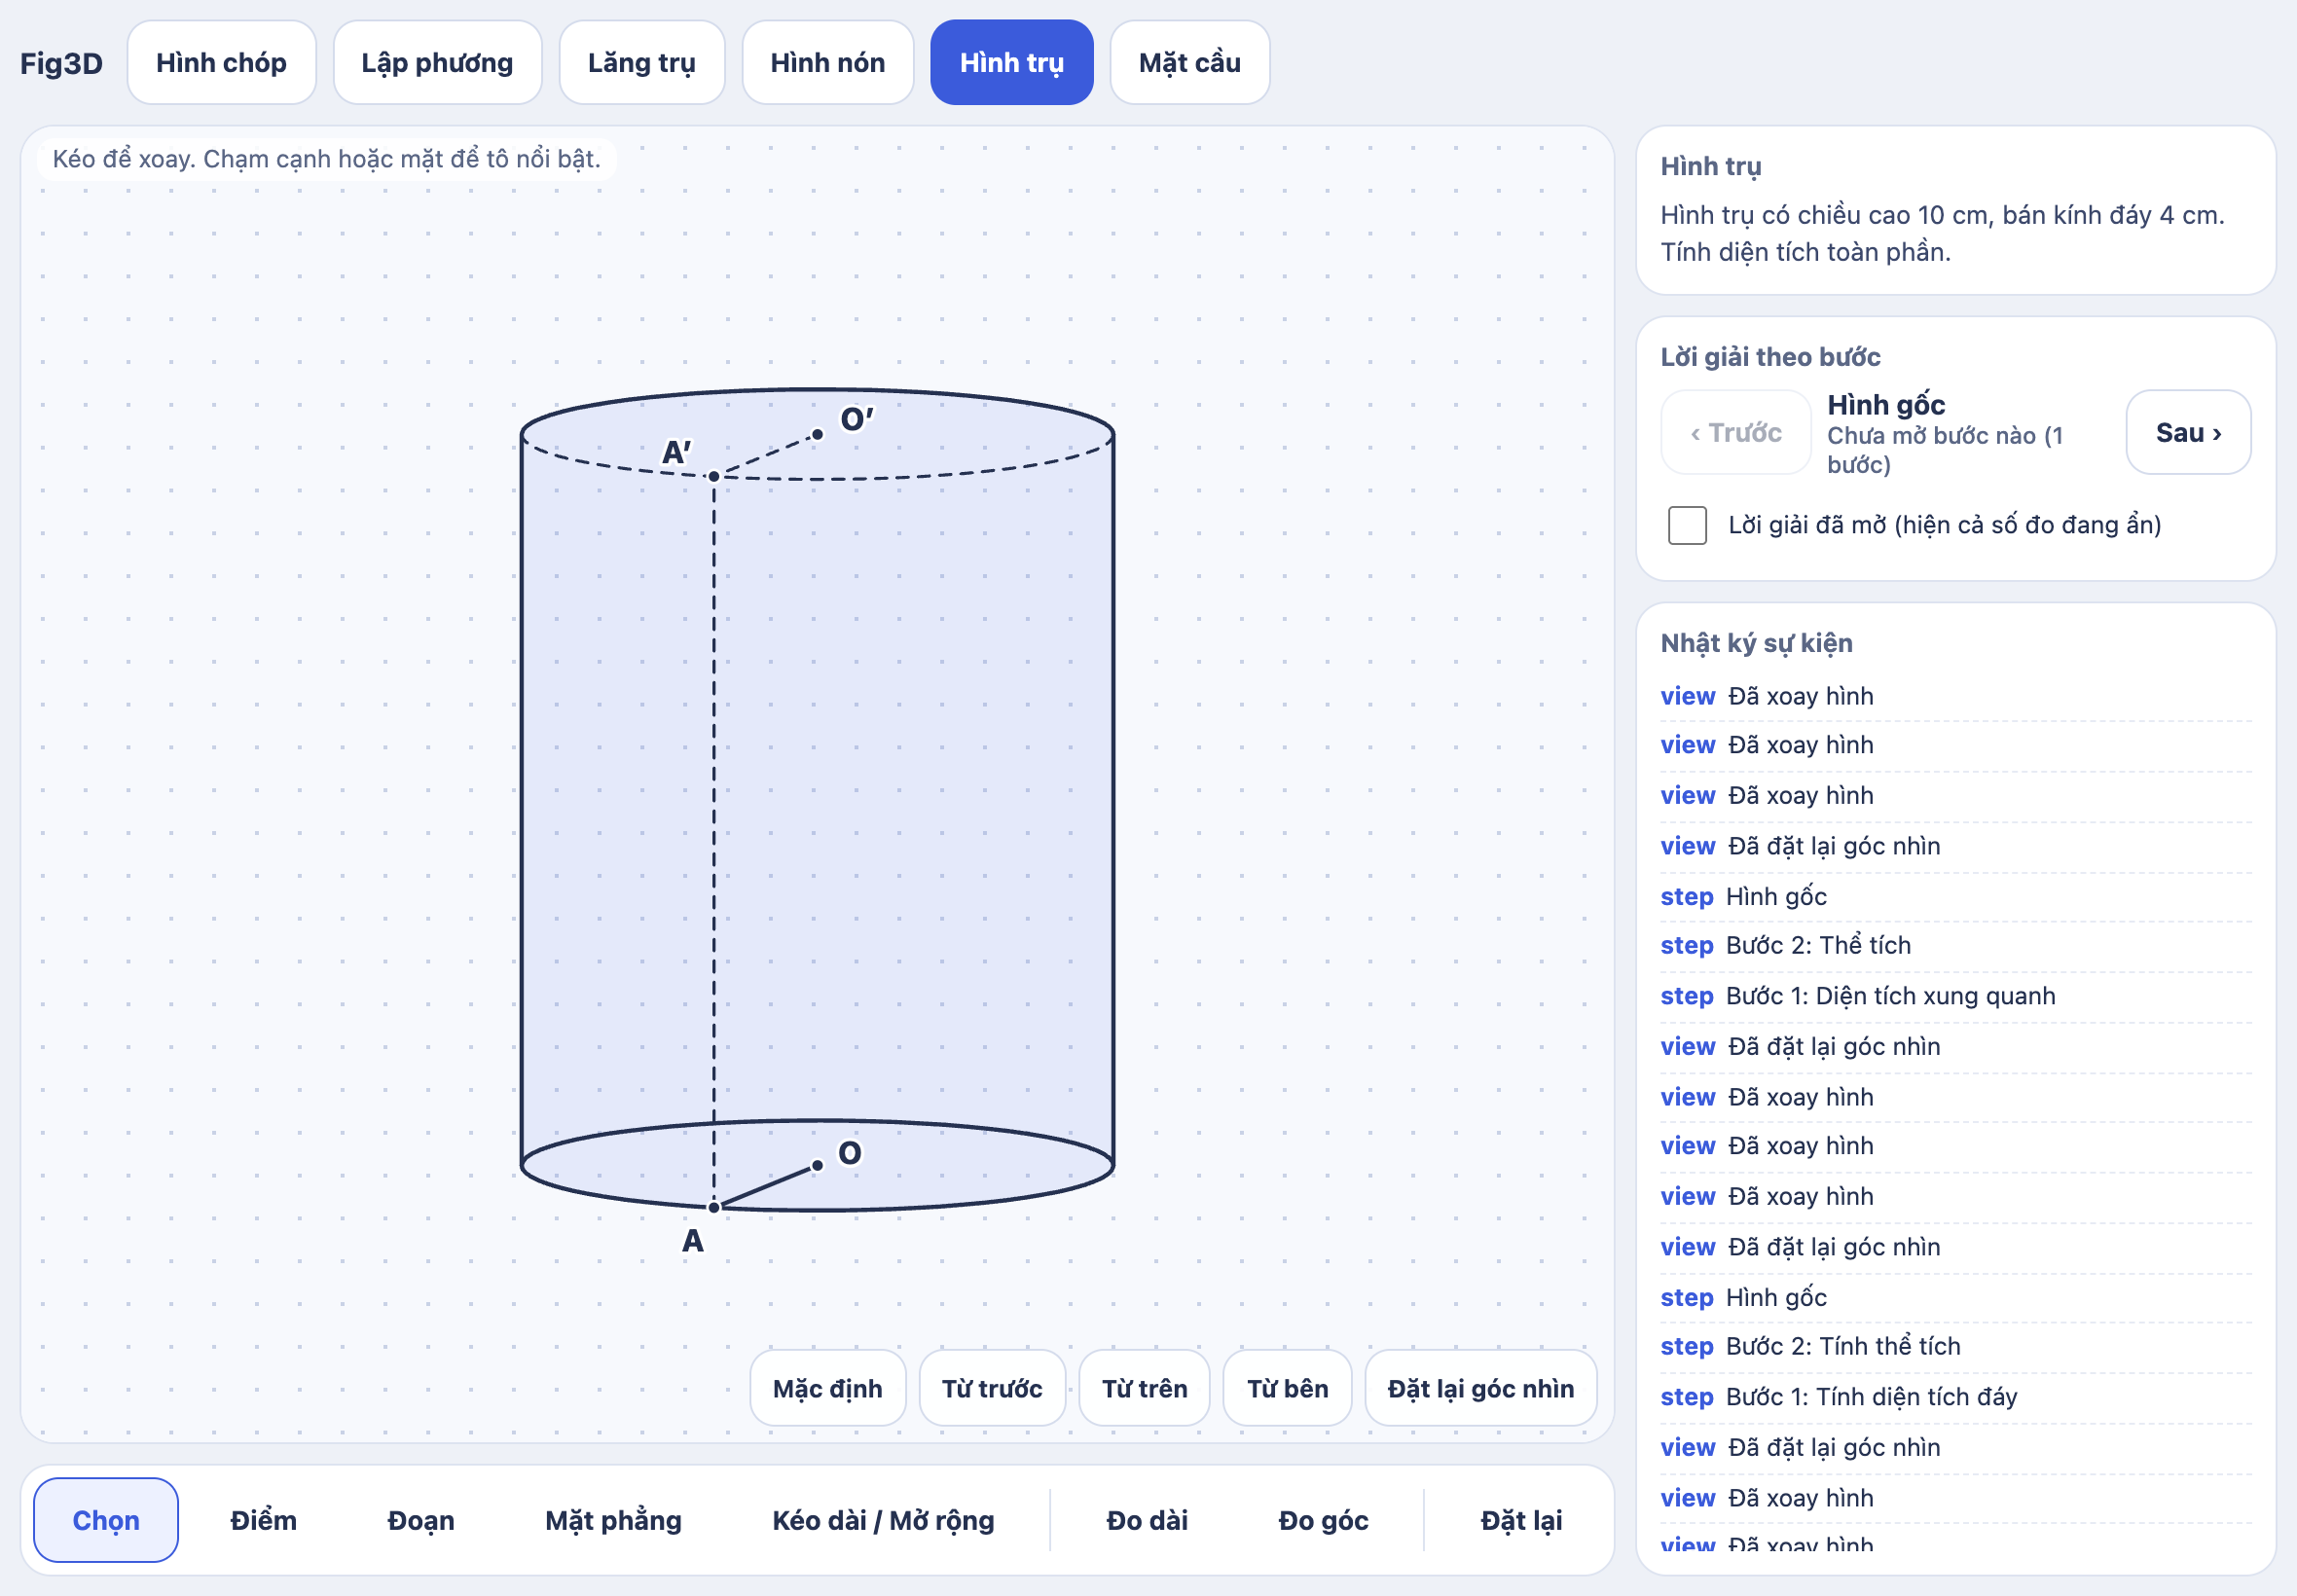 Fig3D
Hình chóp
Lập phương
Lăng trụ
Hình nón
Hình trụ
Mặt cầu
Kéo để xoay. Chạm cạnh hoặc mặt để tô nổi bật.
O′
A′
O
A
Mặc định
Từ trước
Từ trên
Từ bên
Đặt lại góc nhìn
Chọn
Điểm
Đoạn
Mặt phẳng
Kéo dài / Mở rộng
Đo dài
Đo góc
Đặt lại
Hình trụ
Hình trụ có chiều cao 10 cm, bán kính đáy 4 cm.
Tính diện tích toàn phần.
Lời giải theo bước
‹ Trước
Hình gốc
Chưa mở bước nào (1
bước)
Sau ›
Lời giải đã mở (hiện cả số đo đang ẩn)
Nhật ký sự kiện
view Đã xoay hình
view Đã xoay hình
view Đã xoay hình
view Đã đặt lại góc nhìn
step Hình gốc
step Bước 2: Thể tích
step Bước 1: Diện tích xung quanh
view Đã đặt lại góc nhìn
view Đã xoay hình
view Đã xoay hình
view Đã xoay hình
view Đã đặt lại góc nhìn
step Hình gốc
step Bước 2: Tính thể tích
step Bước 1: Tính diện tích đáy
view Đã đặt lại góc nhìn
view Đã xoay hình
view Đã xoay hình